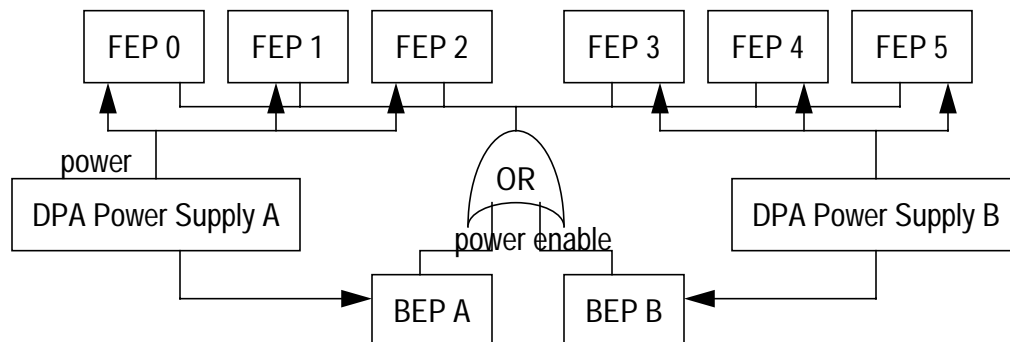 FEP 0
FEP 1
FEP 2
FEP 3
FEP 4
FEP 5
power
OR
DPA Power Supply A
DPA Power Supply B
power enable
BEP A
BEP B